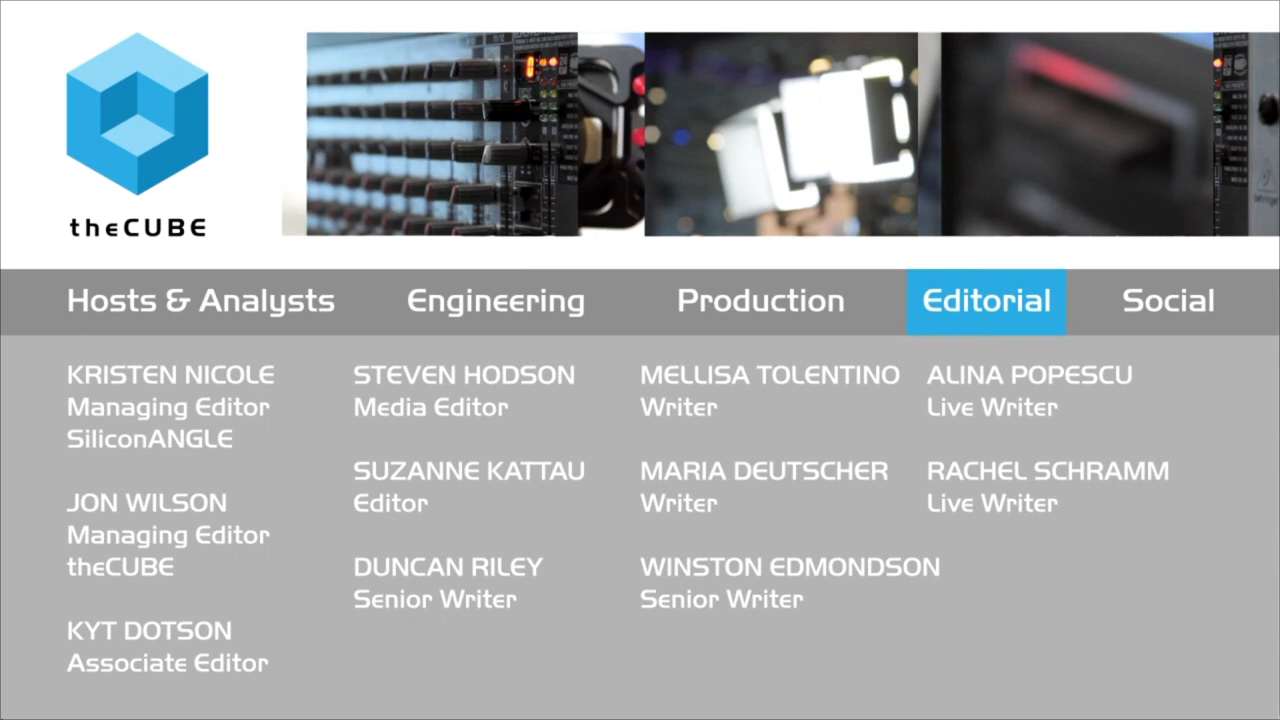 theCUBE
Hosts & Analysts
Engineering
Production
Editorial
Social
KRISTEN NICOLE
Managing Editor
SiliconANGLE
JON WILSON
Managing Editor
theCUBE
KYT DOTSON
Associate Editor
STEVEN HODSON
Media Editor
SUZANNE KATTAU
Editor
DUNCAN RILEY
Senior Writer
MELLISA TOLENTINO
Writer
MARIA DEUTSCHER
Writer
WINSTON EDMONDSON
Senior Writer
ALINA POPESCU
Live Writer
RACHEL SCHRAMM
Live Writer